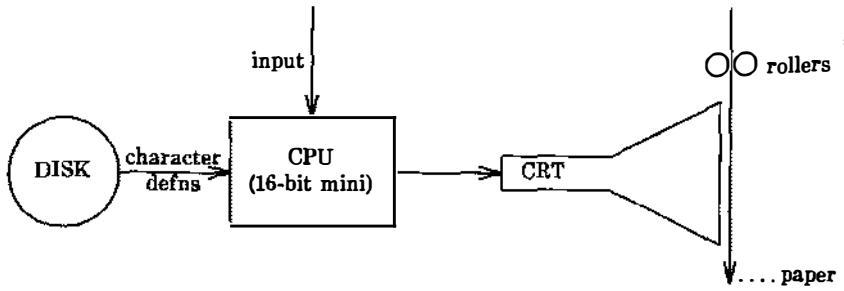 input
rollers
DISK
character
defns
CPU
(16-bit mini)
CRT
.... paper